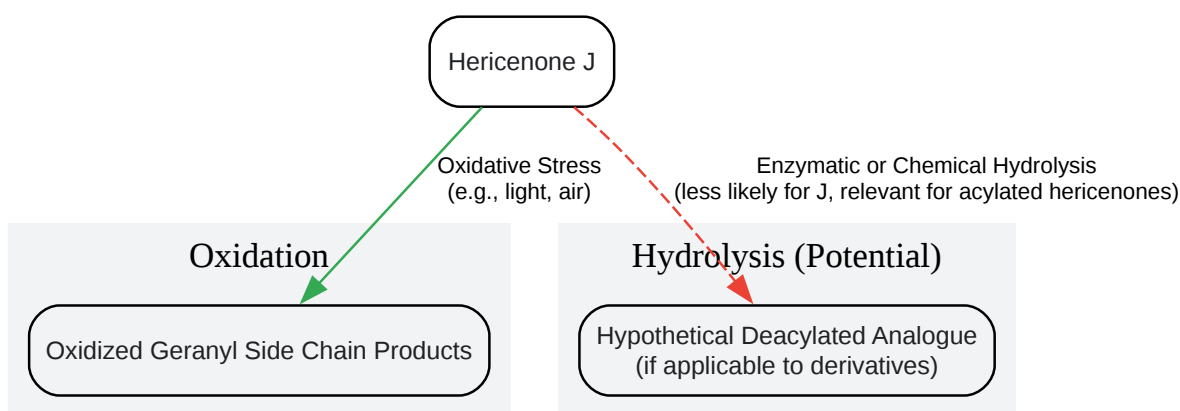 Hericenone J
Oxidative Stress
(e.g., light, air)
Enzymatic or Chemical Hydrolysis
(less likely for J, relevant for acylated hericenones)
Oxidation
Hydrolysis (Potential)
Oxidized Geranyl Side Chain Products
Hypothetical Deacylated Analogue
(if applicable to derivatives)